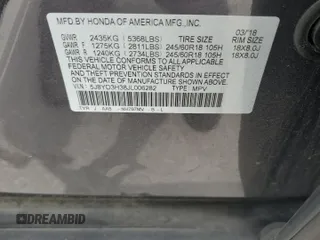 MFD BY HONDA OF AMERICA MFG., INC. 03/18
GVWR 2435KG (5368LBS) TIRE SIZE RIM SIZE
GAWR F 1275KG (2811LBS) 245/60R18 105H 18X8.0J
GAWR R 1240KG (2734LBS) 245/60R18 105H 18X8.0J
THIS VEHICLE CONFORMS TO ALL APPLICABLE
FEDERAL MOTOR VEHICLE SAFETY AND
THEFT PREVENTION STANDARDS IN EFFECT ON
THE DATE OF MANUFACTURE SHOWN ABOVE.
V.I.N.: 5J8YD3H38JL006282 TYPE: MPV
DREAMBID